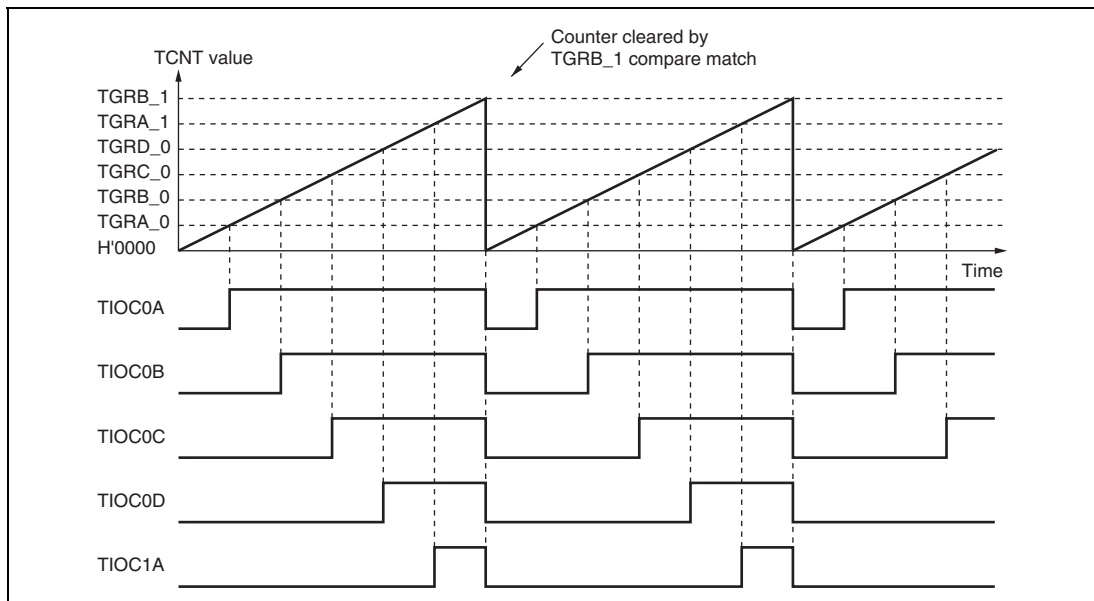 Counter cleared by
TGRB_1 compare match
TCNT value
TGRB_1
TGRA_1
TGRD_0
TGRC_0
TGRB_0
TGRA_0
H'0000
Time
TIOC0A
TIOC0B
TIOC0C
TIOC0D
TIOC1A